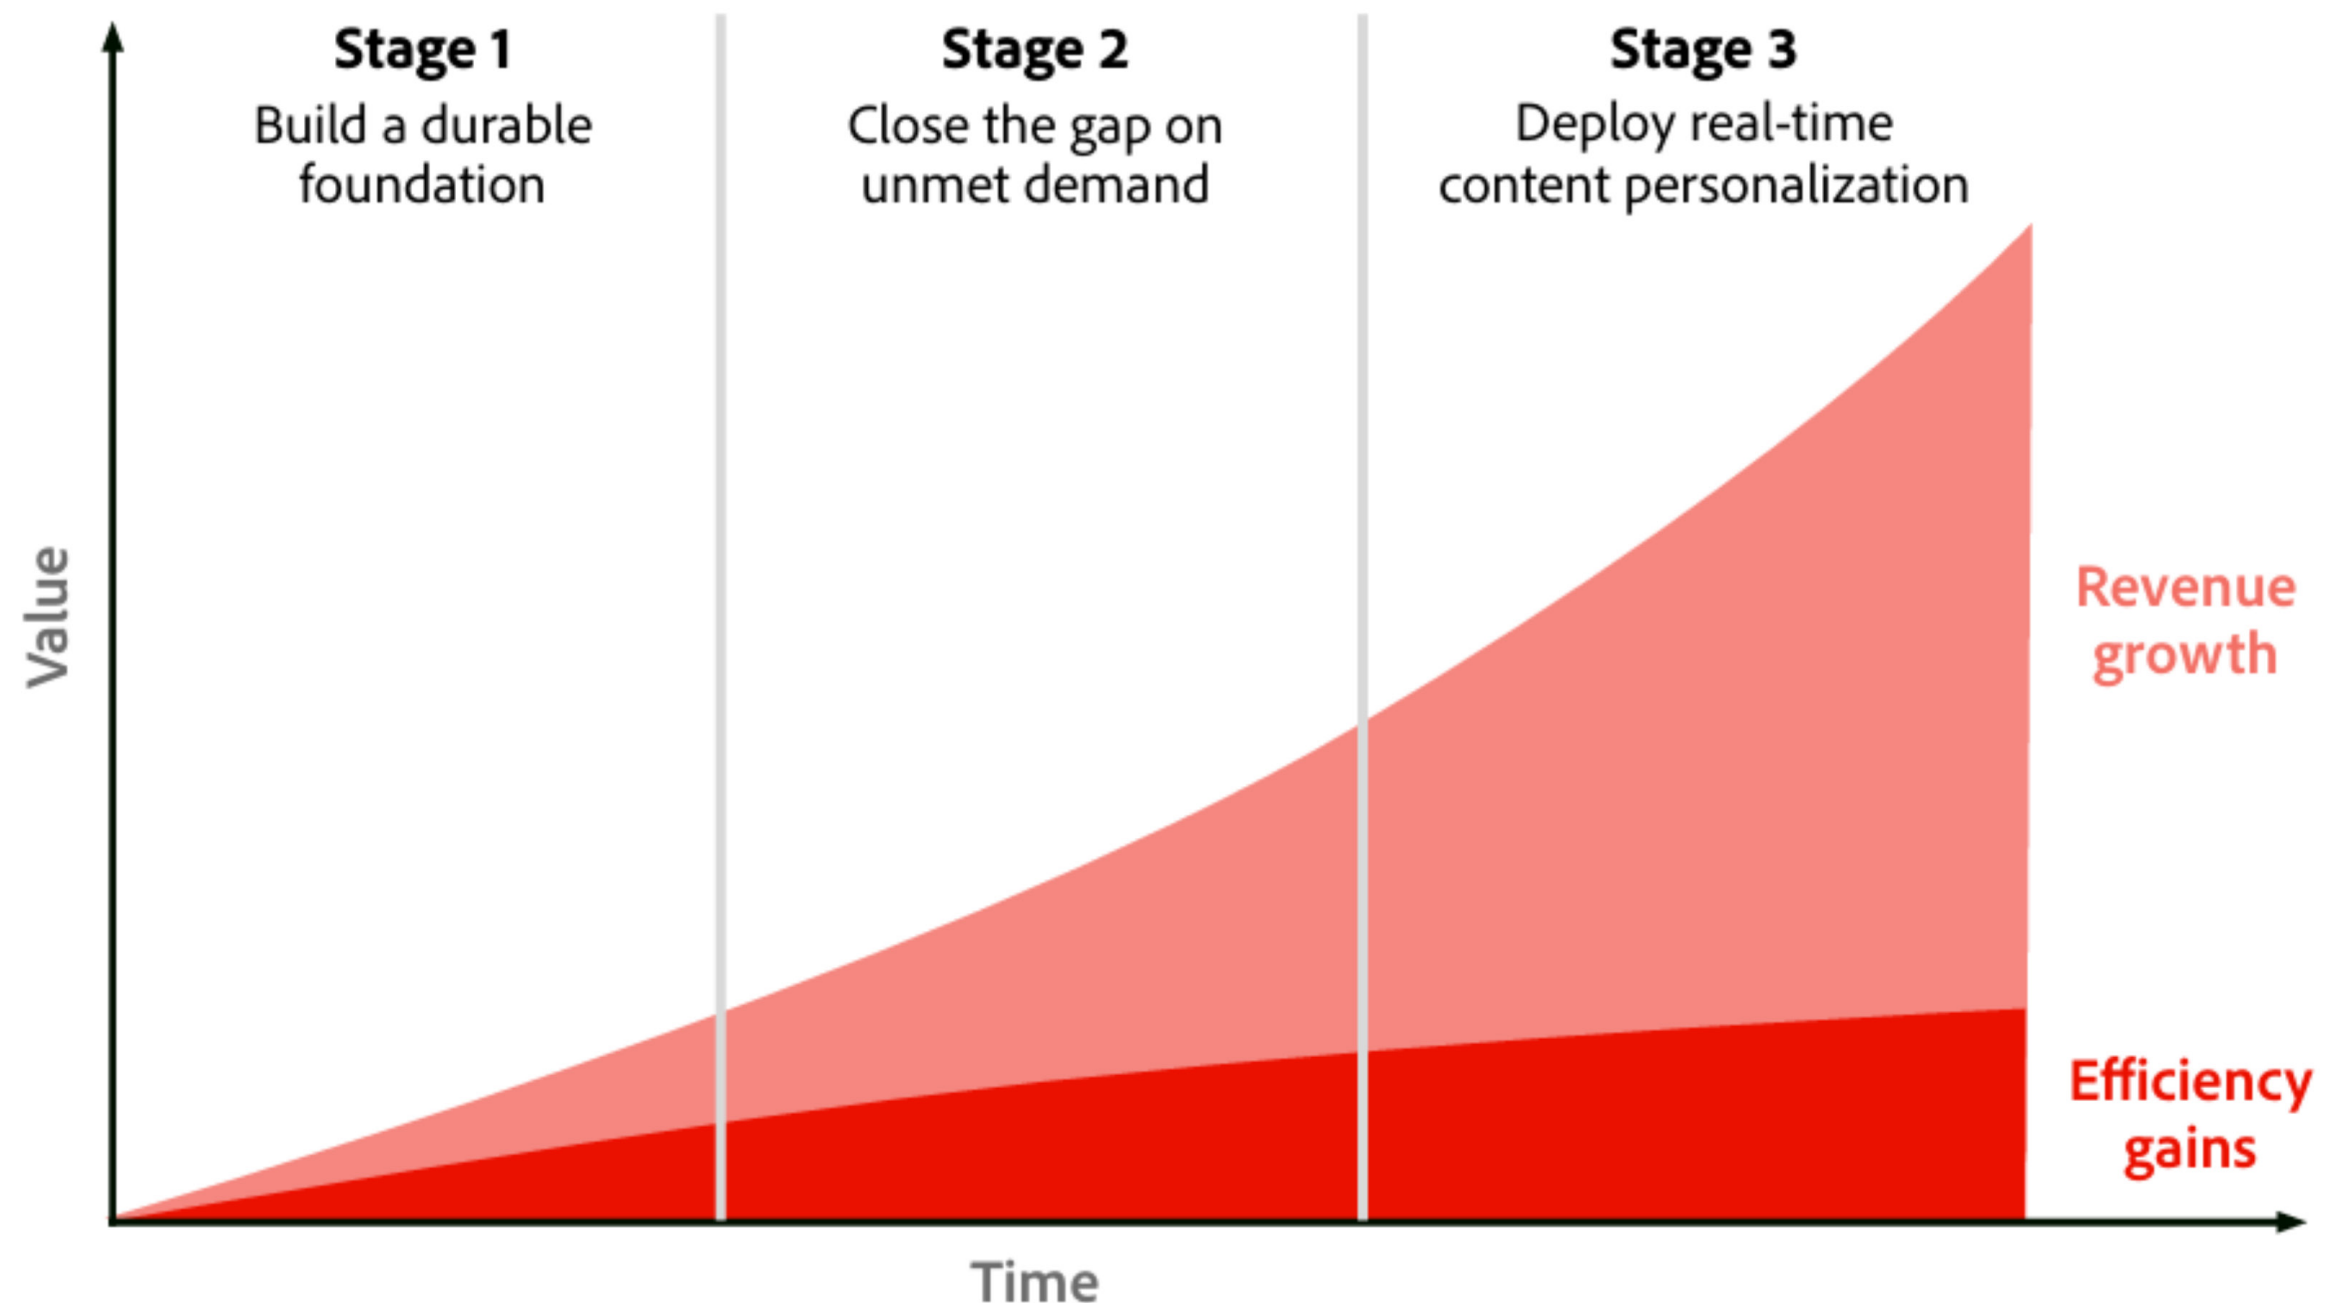 Stage 1
Build a durable
foundation
Stage 2
Close the gap on
unmet demand
Stage 3
Deploy real-time
content personalization
Value
Revenue
growth
Efficiency
gains
Time